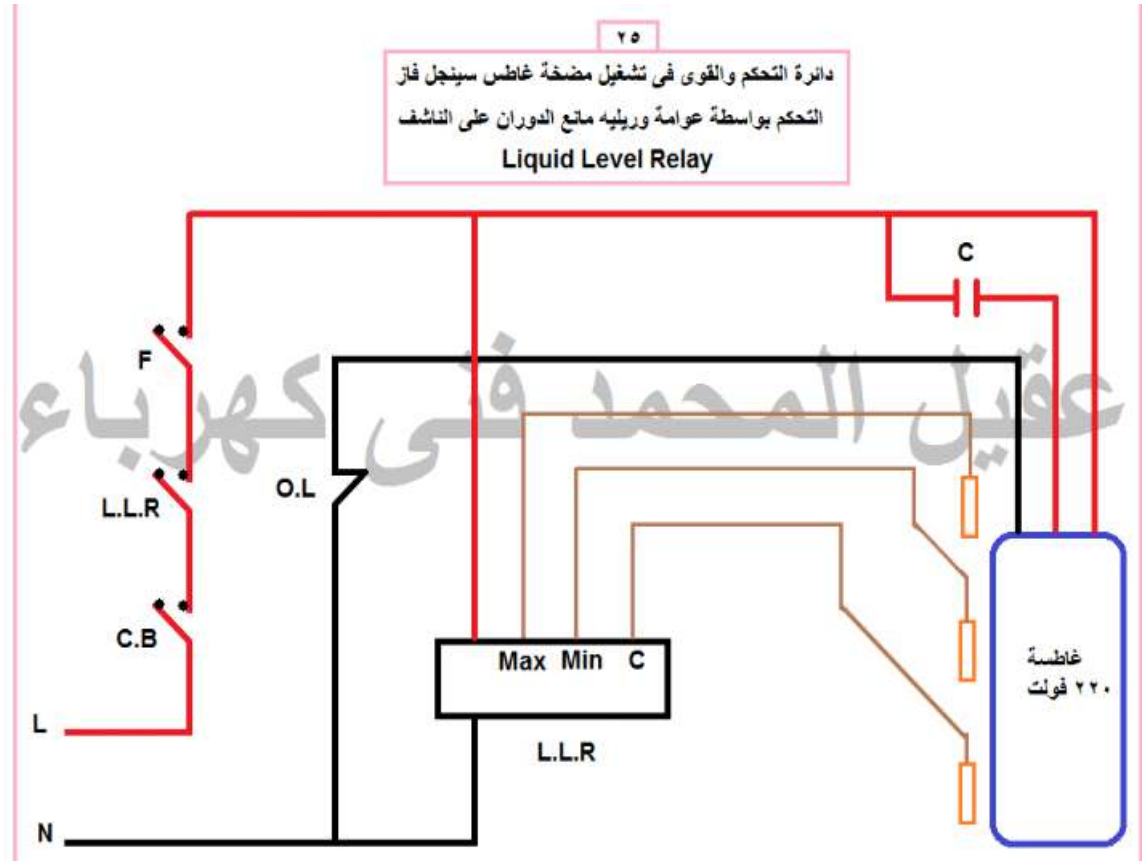 ٢٥
دائرة التحكم والقوى فى تشغيل مضخة غاطس سينجل فاز
التحكم بواسطة عوامة وريليه مانع الدوران على الناشف
Liquid Level Relay
C
F
عقيل المحمد فنى كهرباء
L.L.R
O.L
C.B
Max Min C
غاطسة
٢٢٠ فولت
L
L.L.R
N